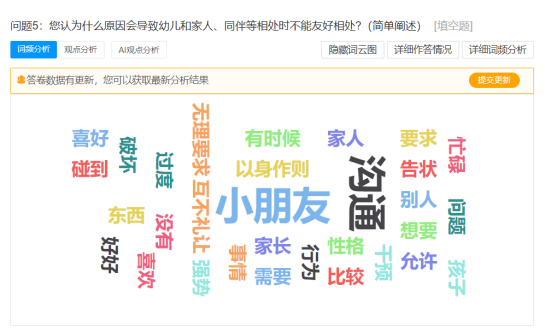 问题5：您认为什么原因会导致幼儿和家人、同伴等相处时不能友好相处？(简单阐述） [填空题]
词频分析 观点分析 AI观点分析 隐藏词云图 详细作答情况 详细词频分析
答卷数据有更新，您可以获取最新分析结果 提交更新
喜好
破坏
无理要求
有时候
家人
要求
忙碌
碰到
过度
以身作则
沟通
告状
互不礼让
小朋友
别人
问题
东西
没有
想要
好好
喜欢
强势
事情
家长
行为
性格
干预
允许
孩子
需要
比较